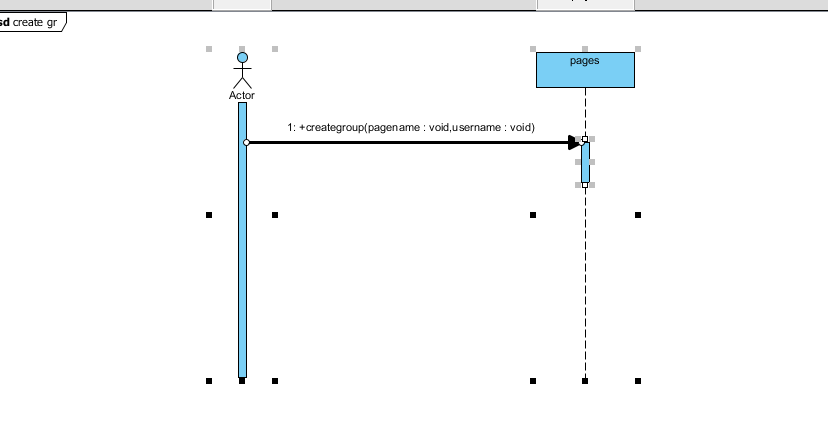 sd create gr
pages
Actor
1: +creategroup(pagename : void,username : void)